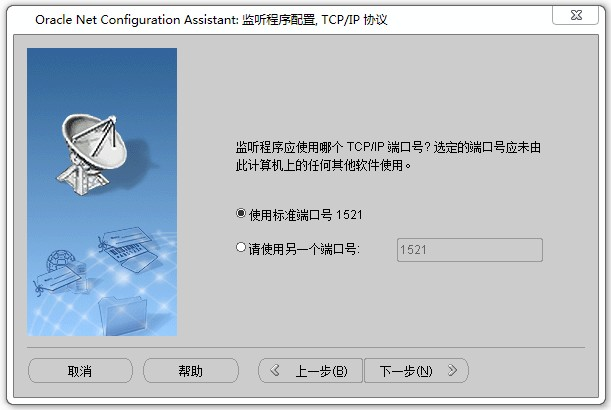 Oracle Net Configuration Assistant: 监听程序配置, TCP/IP 协议
监听程序应使用哪个 TCP/IP 端口号? 选定的端口号应未由
此计算机上的任何其他软件使用。
使用标准端口号 1521
请使用另一个端口号: 1521
取消 帮助 上一步(B) 下一步(N)